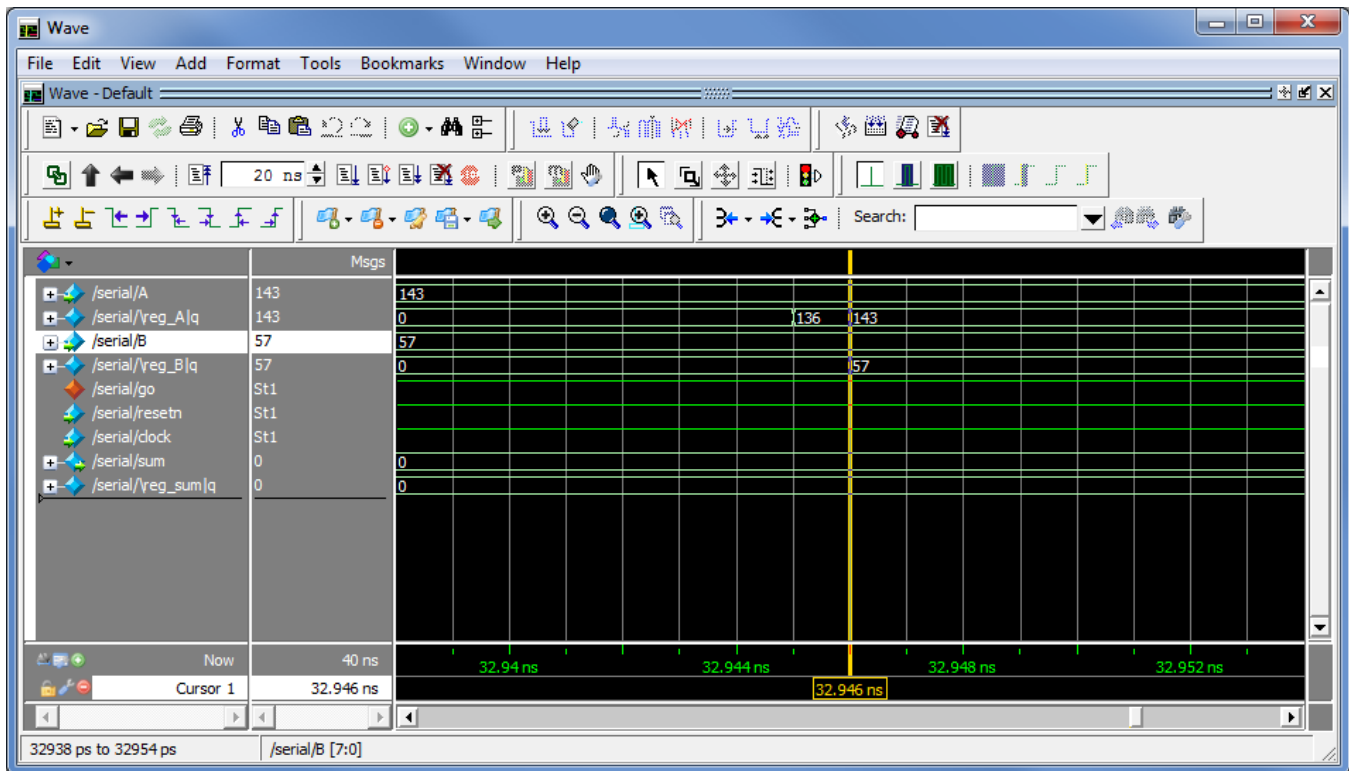 Wave
File Edit View Add Format Tools Bookmarks Window Help
Wave - Default
20 ns
Search:
Msgs
/serial/A 143 143
/serial/\reg_A|q 143 0 136 143
/serial/B 57 57
/serial/\reg_B|q 57 0 57
/serial/go St1
/serial/resetn St1
/serial/clock St1
/serial/sum 0 0
/serial/\reg_sum|q 0 0
Now 40 ns 32.94 ns 32.944 ns 32.948 ns 32.952 ns
Cursor 1 32.946 ns 32.946 ns
32938 ps to 32954 ps /serial/B [7:0]